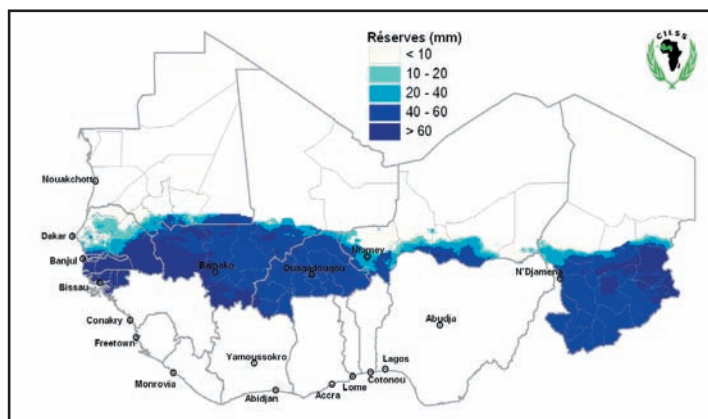 Réserves (mm)
< 10
10 - 20
20 - 40
40 - 60
> 60
CILSS
Nouakchott
Dakar
Banjul
Bissau
Bamako
Ouagadougou
Niamey
N'Djamena
Conakry
Freetown
Monrovia
Yamoussokro
Abidjan
Accra
Lome
Cotonou
Lagos
Abudja